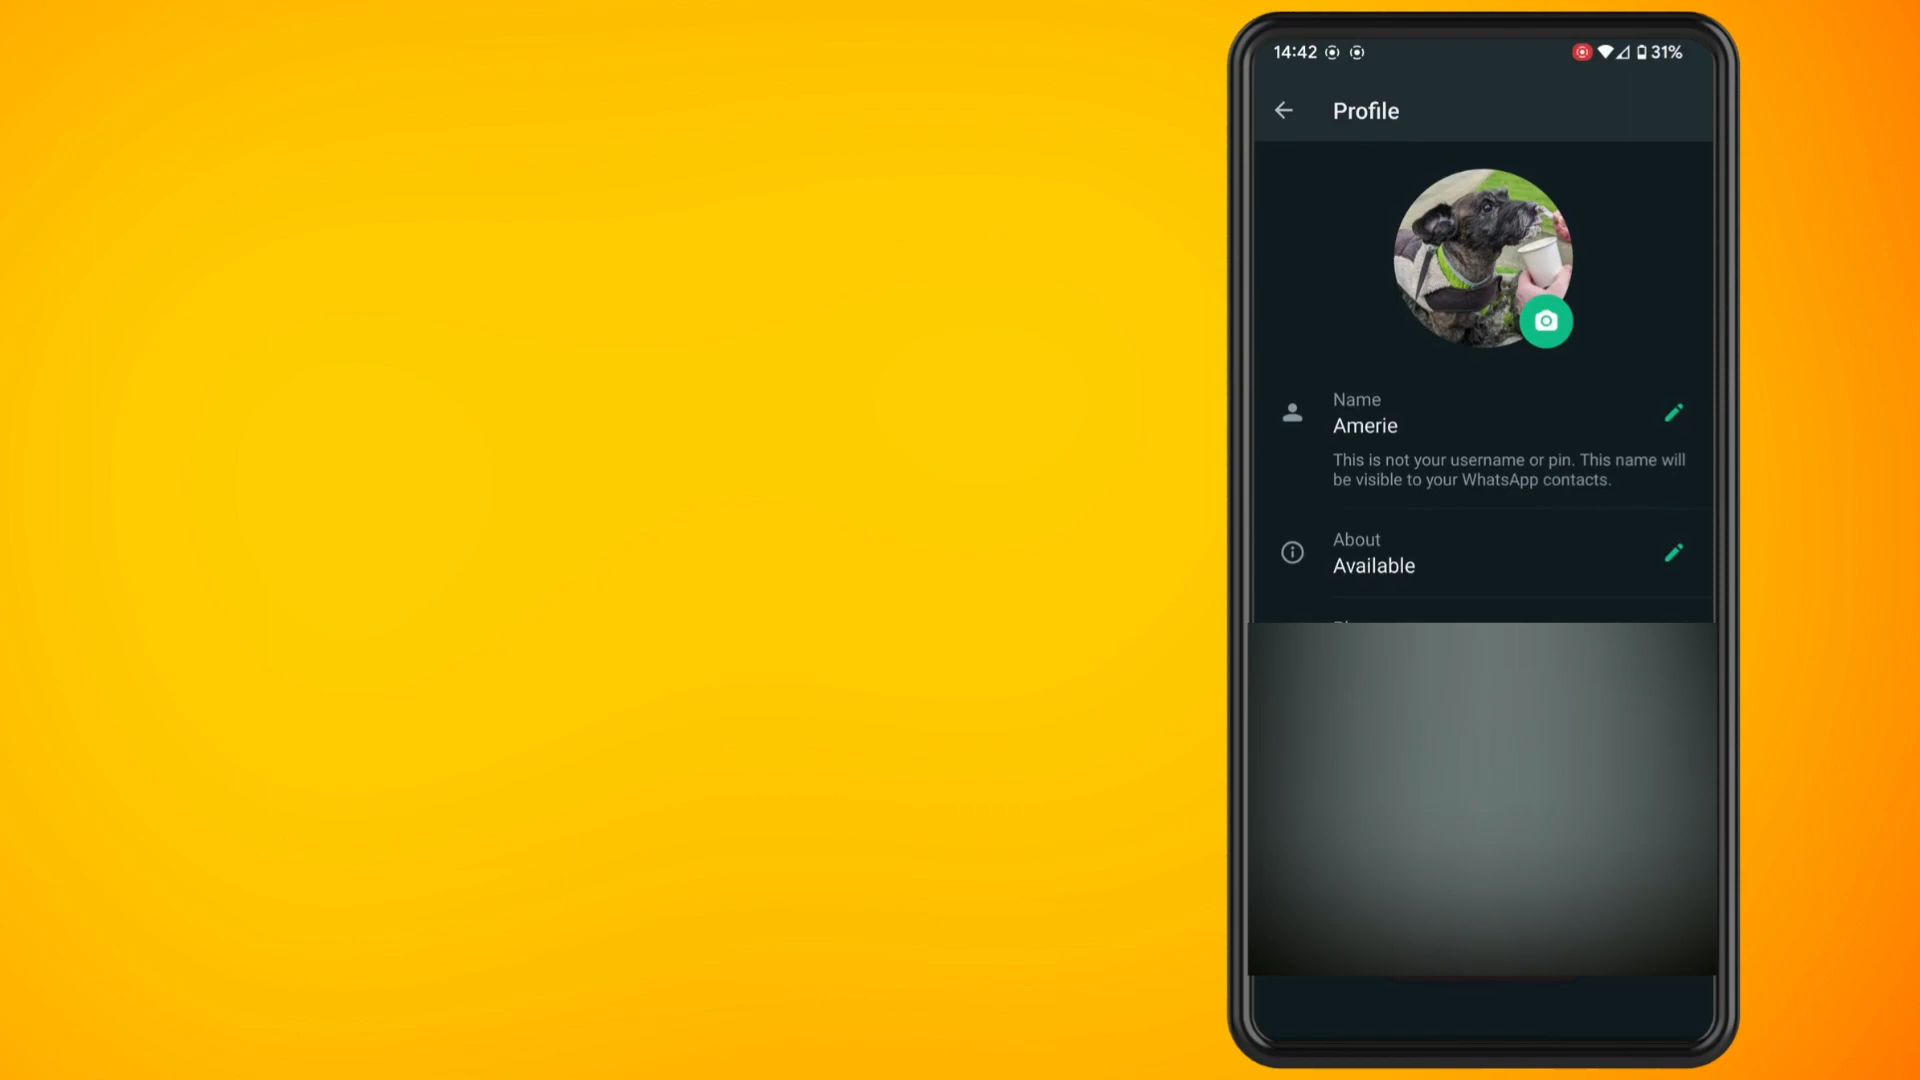 14:42
31%
Profile
Name
Amerie
This is not your username or pin. This name will
be visible to your WhatsApp contacts.
About
Available